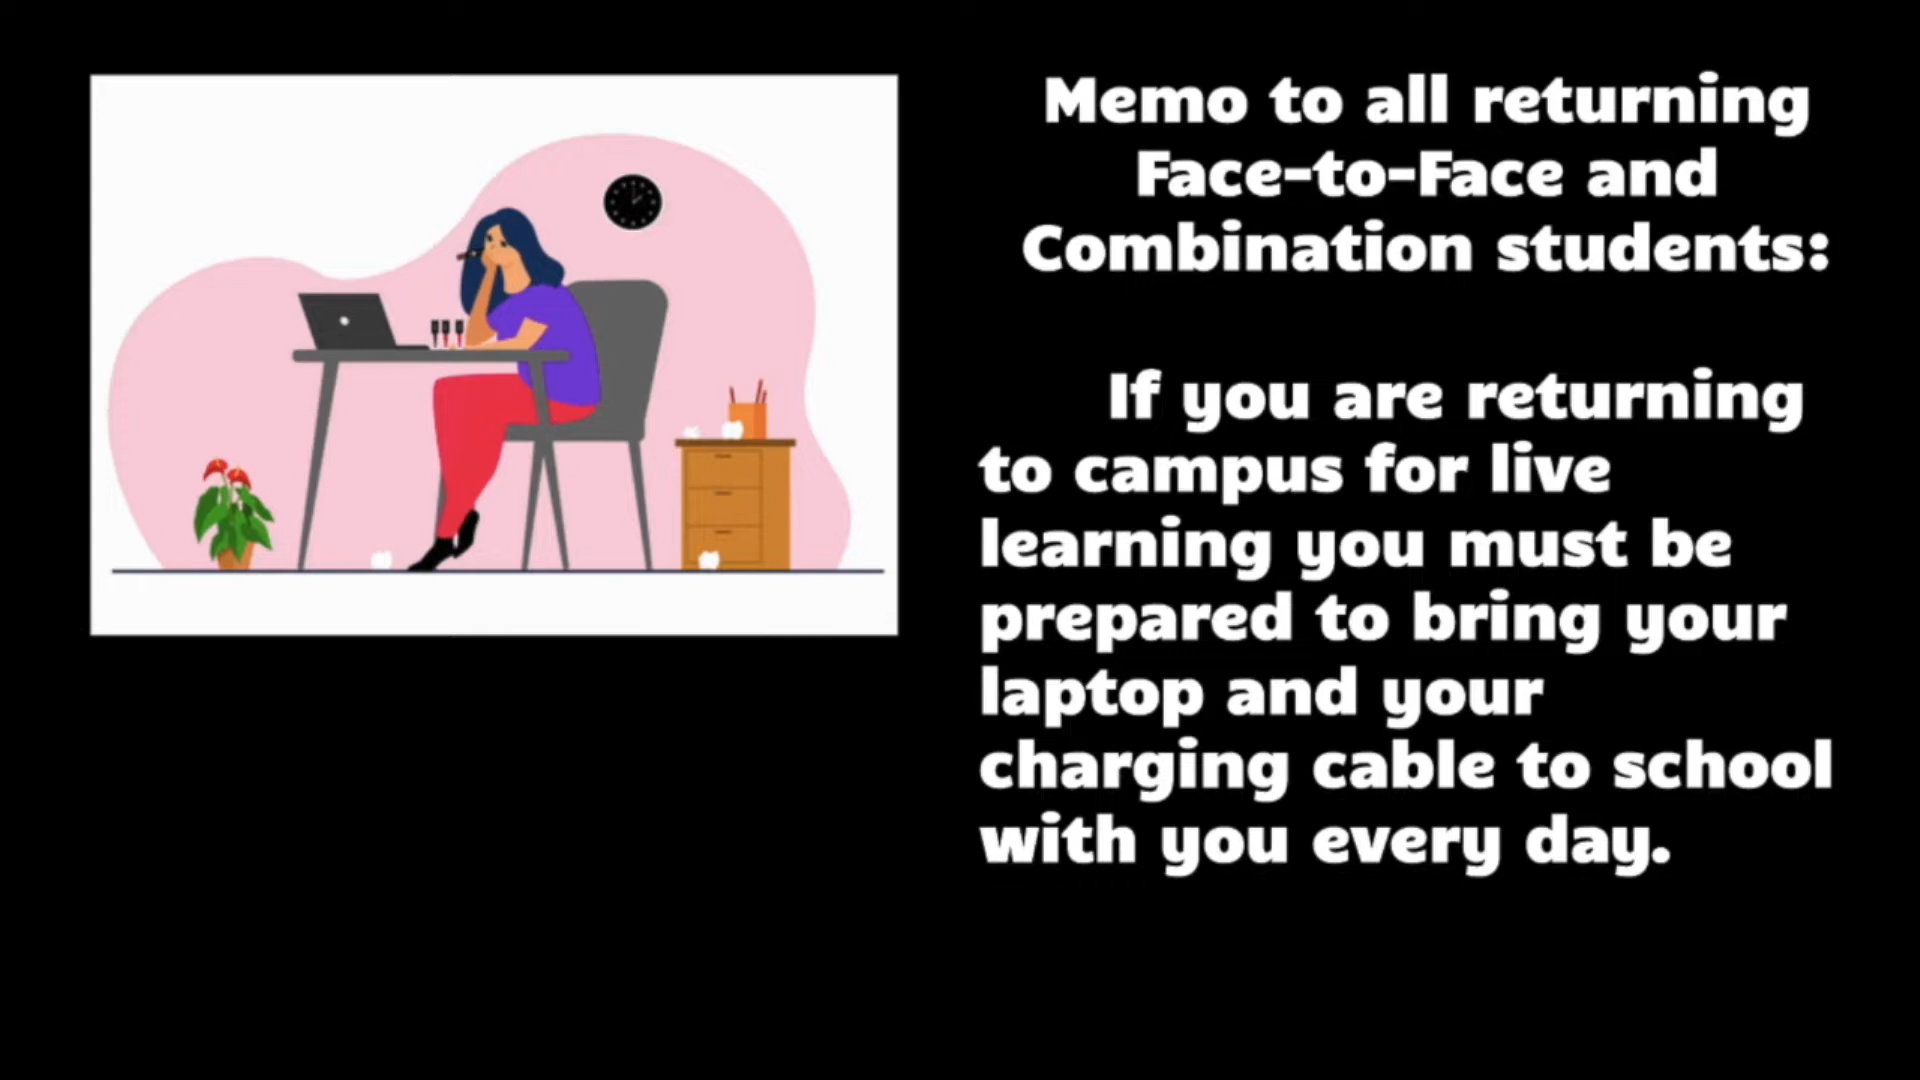 Memo to all returning
Face-to-Face and
Combination students:
If you are returning
to campus for live
learning you must be
prepared to bring your
laptop and your
charging cable to school
with you every day.